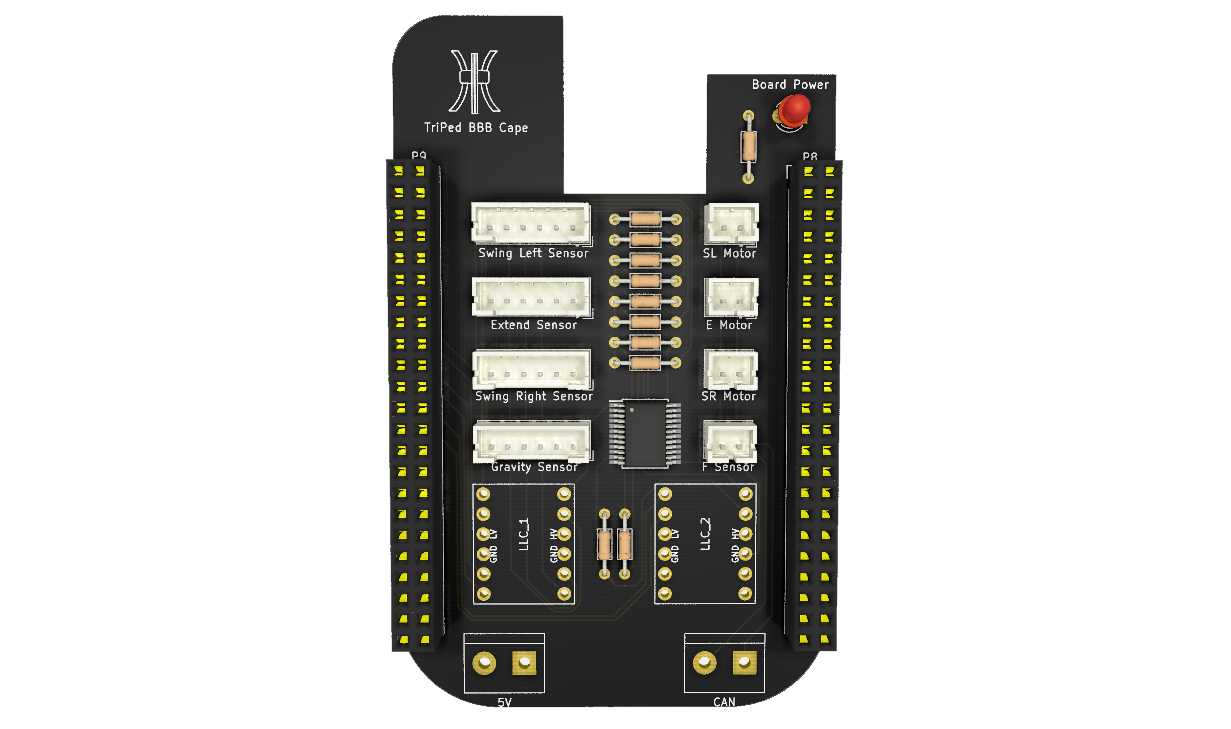 Board Power
TriPed BBB Cape
P9
P8
Swing Left Sensor
SL Motor
Extend Sensor
E Motor
Swing Right Sensor
SR Motor
Gravity Sensor
F Sensor
LLC_1
GND LV
GND HV
LLC_2
GND LV
GND HV
5V
CAN